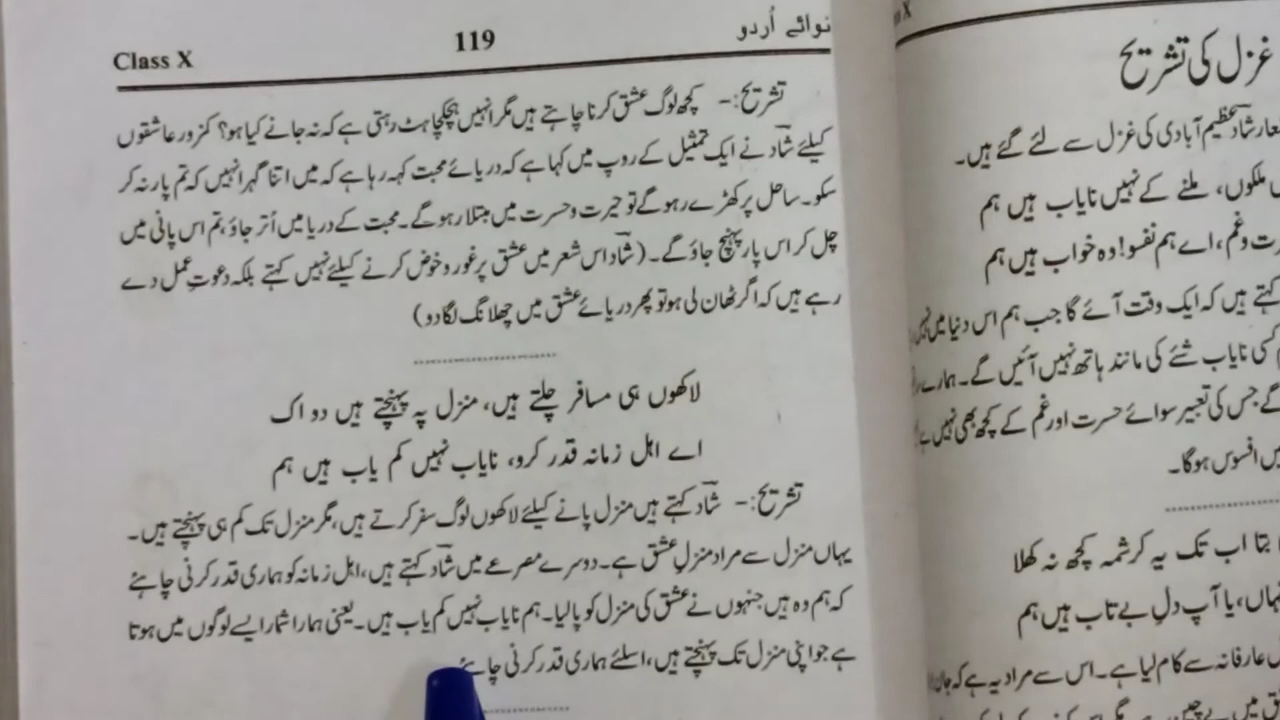 Class X 119 نوائے اُردو
تشریح:- کچھ لوگ عشق کرنا چاہتے ہیں مگر انہیں ہچکچاہٹ رہتی ہے کہ نہ جانے کیا ہو؟ کمزور عاشقوں
کیلئے شادؔ نے ایک تمثیل کے روپ میں کہا ہے کہ دریائے محبت کہہ رہا ہے کہ میں اتنا گہرا نہیں کہ تم پار نہ کر
سکو۔ ساحل پر کھڑے رہو گے تو حیرت و حسرت میں مبتلا رہو گے۔ محبت کے دریا میں اُتر جاؤ، تم اس پانی میں
چل کر اس پار پہنچ جاؤ گے۔ (شادؔ اس شعر میں عشق پر غور و خوض کرنے کیلئے نہیں کہتے بلکہ دعوتِ عمل دے
رہے ہیں کہ اگر ٹھان لی ہو تو پھر دریائے عشق میں چھلانگ لگا دو)
لاکھوں ہی مسافر چلتے ہیں، منزل پہ پہنچتے ہیں دو اک
اے اہل زمانہ قدر کرو، نایاب نہیں کم یاب ہیں ہم
تشریح:- شادؔ کہتے ہیں منزل پانے کیلئے لاکھوں لوگ سفر کرتے ہیں، مگر منزل تک کم ہی پہنچتے ہیں۔
یہاں منزل سے مراد منزلِ عشق ہے۔ دوسرے مصرعے میں شادؔ کہتے ہیں، اہل زمانہ کو ہماری قدر کرنی چاہئے
کہ ہم وہ ہیں جنہوں نے عشق کی منزل کو پا لیا۔ ہم نایاب نہیں کم یاب ہیں۔ یعنی ہمارا شمار ایسے لوگوں میں ہوتا
ہے جو اپنی منزل تک پہنچتے ہیں، اسلئے ہماری قدر کرنی چاہئے
غزل کی تشریح
شادؔ عظیم آبادی کی غزل سے لئے گئے ہیں۔
ملکوں، ملنے کے نہیں نایاب ہیں ہم
وغم، اے ہم نفسو! وہ خواب ہیں ہم
کہتے ہیں کہ ایک وقت آئے گا جب ہم اس دنیا میں نہیں
کسی نایاب شئے کی مانند ہاتھ نہیں آئیں گے۔ ہمارے
گے جس کی تعبیر سوائے حسرت اور غم کے کچھ بھی نہیں
افسوس ہوگا۔
بتا اب تک یہ کرشمہ کچھ نہ کھلا
یا آپ دلِ بے تاب ہیں ہم
عارفانہ سے کام لیا ہے۔ اس سے مراد یہ ہے کہ